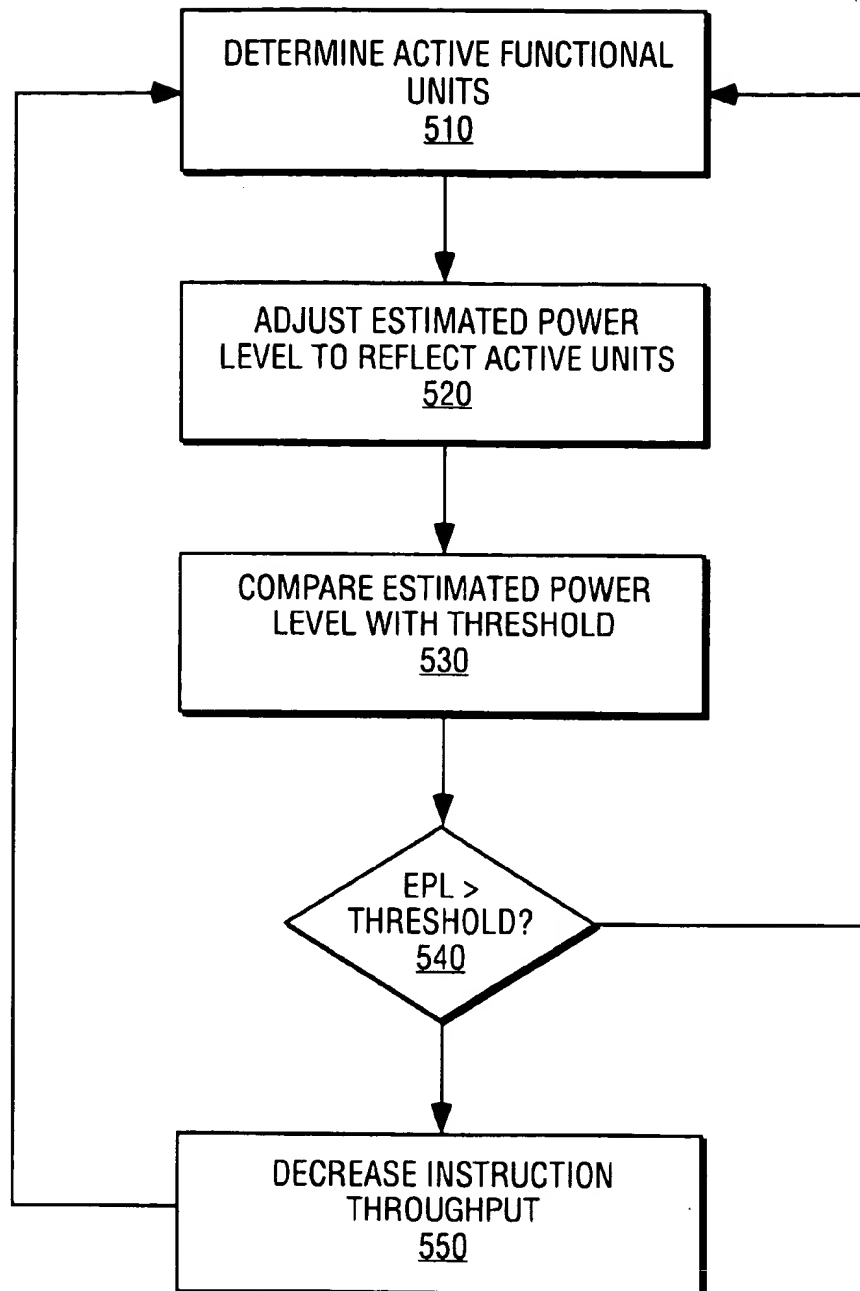 DETERMINE ACTIVE FUNCTIONAL
UNITS
510
ADJUST ESTIMATED POWER
LEVEL TO REFLECT ACTIVE UNITS
520
COMPARE ESTIMATED POWER
LEVEL WITH THRESHOLD
530
EPL >
THRESHOLD?
540
DECREASE INSTRUCTION
THROUGHPUT
550